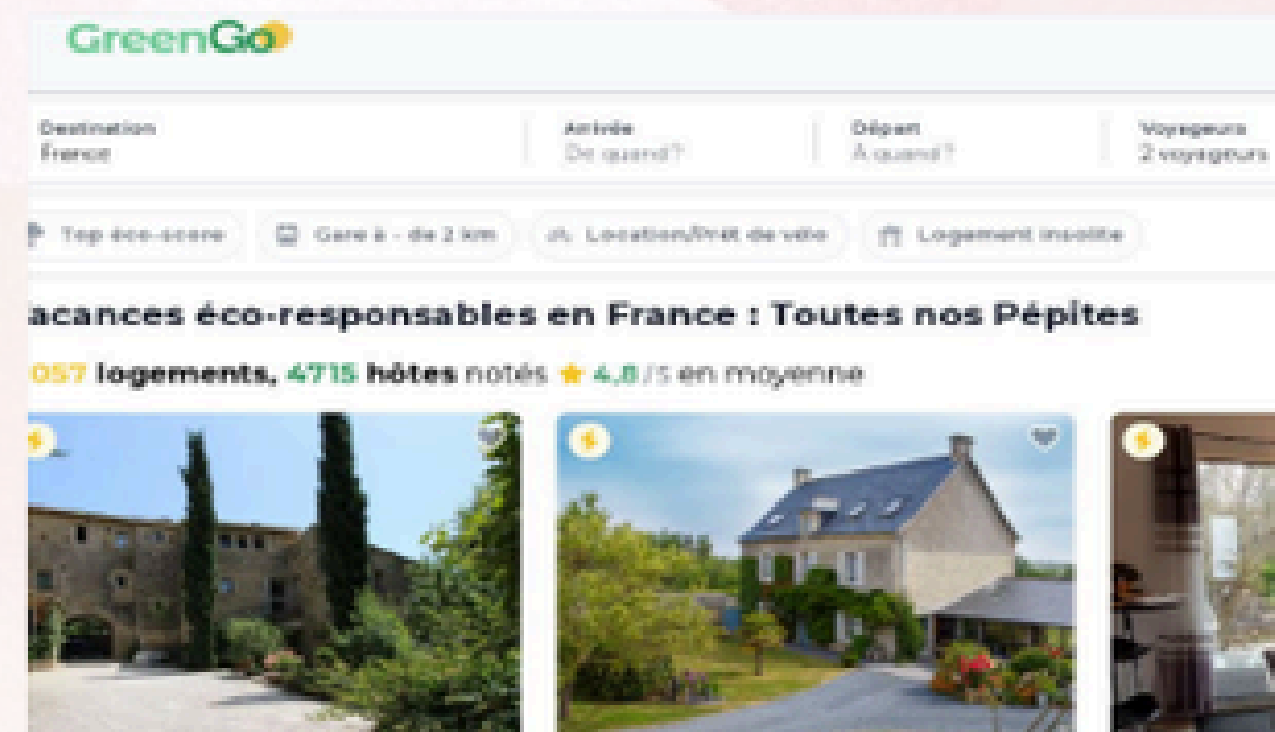 GreenGo
Destination Arrivée Départ Voyageurs
France De quand? À quand? 2 voyageurs
Top éco-score Gare à - de 2 km Location/Prêt de vélo Logement insolite
acances éco-responsables en France : Toutes nos Pépites
057 logements, 4715 hôtes notés 4,8/5 en moyenne